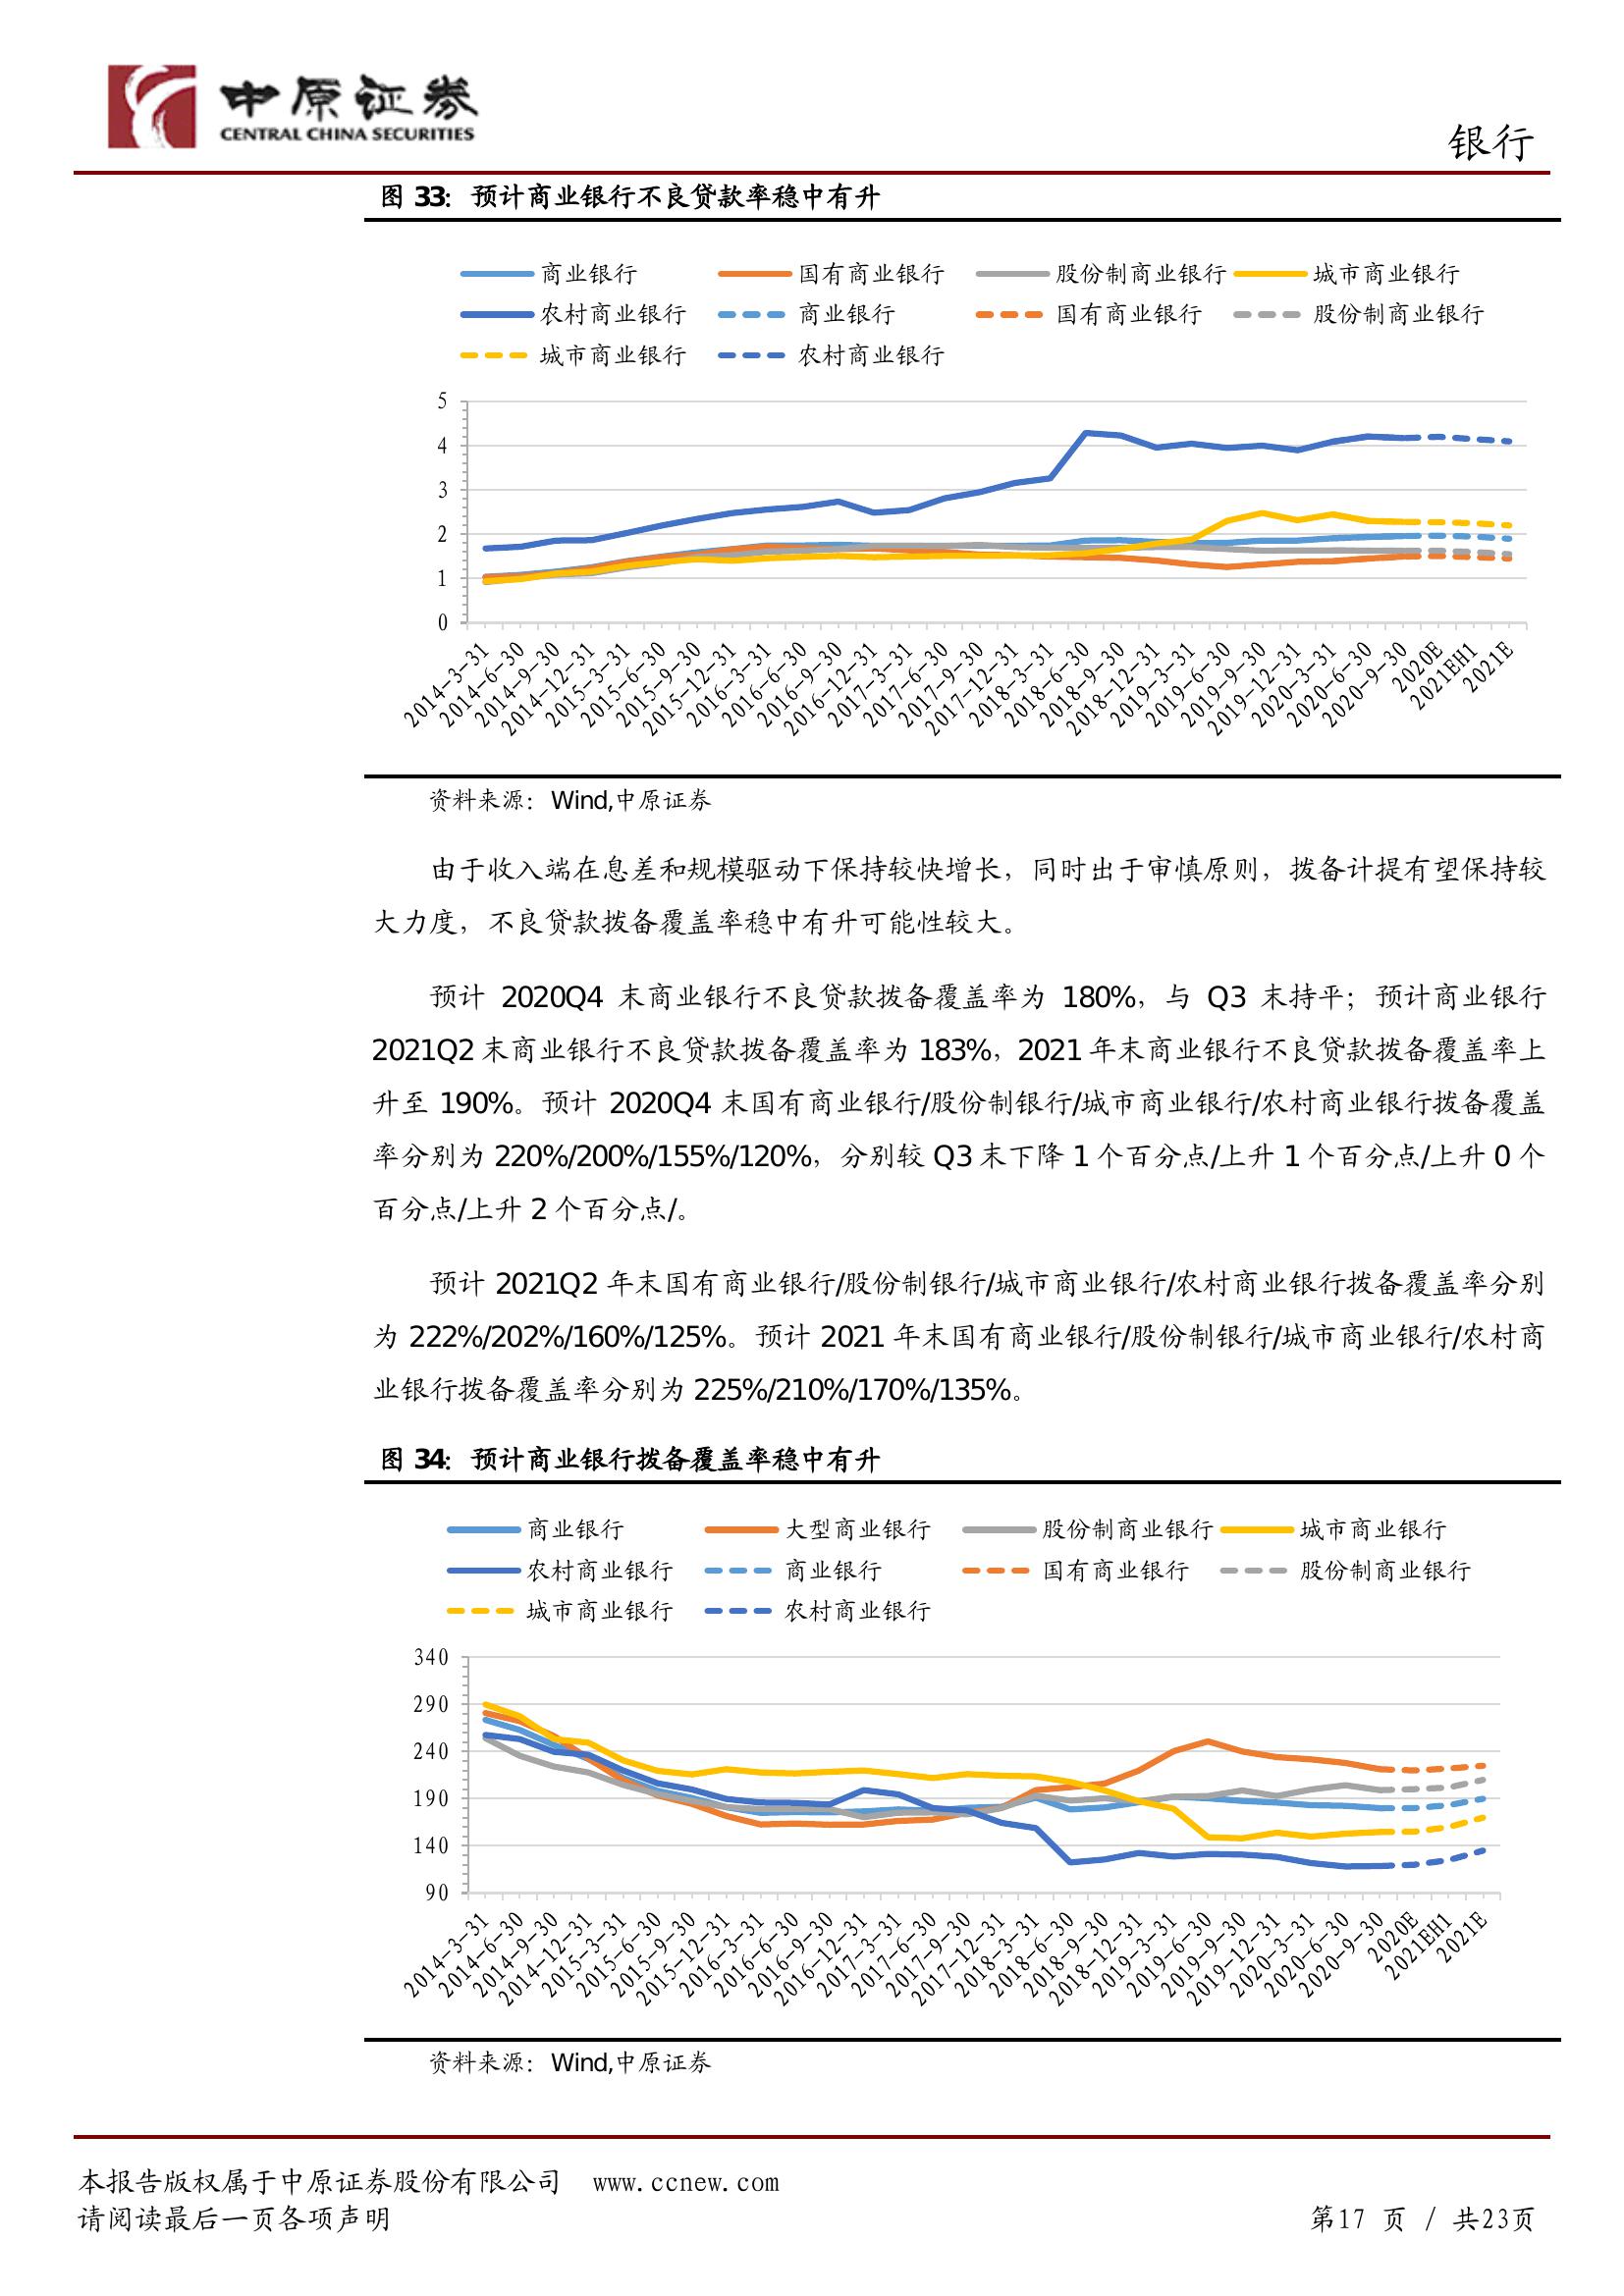 中原证券
CENTRAL CHINA SECURITIES
银行
图 33：预计商业银行不良贷款率稳中有升
商业银行 国有商业银行 股份制商业银行 城市商业银行
农村商业银行 商业银行 国有商业银行 股份制商业银行
城市商业银行 农村商业银行
5
4
3
2
1
0
2014-3-31 2014-6-30 2014-9-30 2014-12-31 2015-3-31 2015-6-30 2015-9-30 2015-12-31 2016-3-31 2016-6-30 2016-9-30 2016-12-31 2017-3-31 2017-6-30 2017-9-30 2017-12-31 2018-3-31 2018-6-30 2018-9-30 2018-12-31 2019-3-31 2019-6-30 2019-9-30 2019-12-31 2020-3-31 2020-6-30 2020-9-30 2020E 2021EH1 2021E
资料来源：Wind,中原证券
由于收入端在息差和规模驱动下保持较快增长，同时出于审慎原则，拨备计提有望保持较
大力度，不良贷款拨备覆盖率稳中有升可能性较大。
预计 2020Q4 末商业银行不良贷款拨备覆盖率为 180%，与 Q3 末持平；预计商业银行
2021Q2 末商业银行不良贷款拨备覆盖率为 183%，2021 年末商业银行不良贷款拨备覆盖率上
升至 190%。预计 2020Q4 末国有商业银行/股份制银行/城市商业银行/农村商业银行拨备覆盖
率分别为 220%/200%/155%/120%，分别较 Q3 末下降 1 个百分点/上升 1 个百分点/上升 0 个
百分点/上升 2 个百分点/。
预计 2021Q2 年末国有商业银行/股份制银行/城市商业银行/农村商业银行拨备覆盖率分别
为 222%/202%/160%/125%。预计 2021 年末国有商业银行/股份制银行/城市商业银行/农村商
业银行拨备覆盖率分别为 225%/210%/170%/135%。
图 34：预计商业银行拨备覆盖率稳中有升
商业银行 大型商业银行 股份制商业银行 城市商业银行
农村商业银行 商业银行 国有商业银行 股份制商业银行
城市商业银行 农村商业银行
340
290
240
190
140
90
2014-3-31 2014-6-30 2014-9-30 2014-12-31 2015-3-31 2015-6-30 2015-9-30 2015-12-31 2016-3-31 2016-6-30 2016-9-30 2016-12-31 2017-3-31 2017-6-30 2017-9-30 2017-12-31 2018-3-31 2018-6-30 2018-9-30 2018-12-31 2019-3-31 2019-6-30 2019-9-30 2019-12-31 2020-3-31 2020-6-30 2020-9-30 2020E 2021EH1 2021E
资料来源：Wind,中原证券
本报告版权属于中原证券股份有限公司 www.ccnew.com
请阅读最后一页各项声明 第17 页 / 共23页